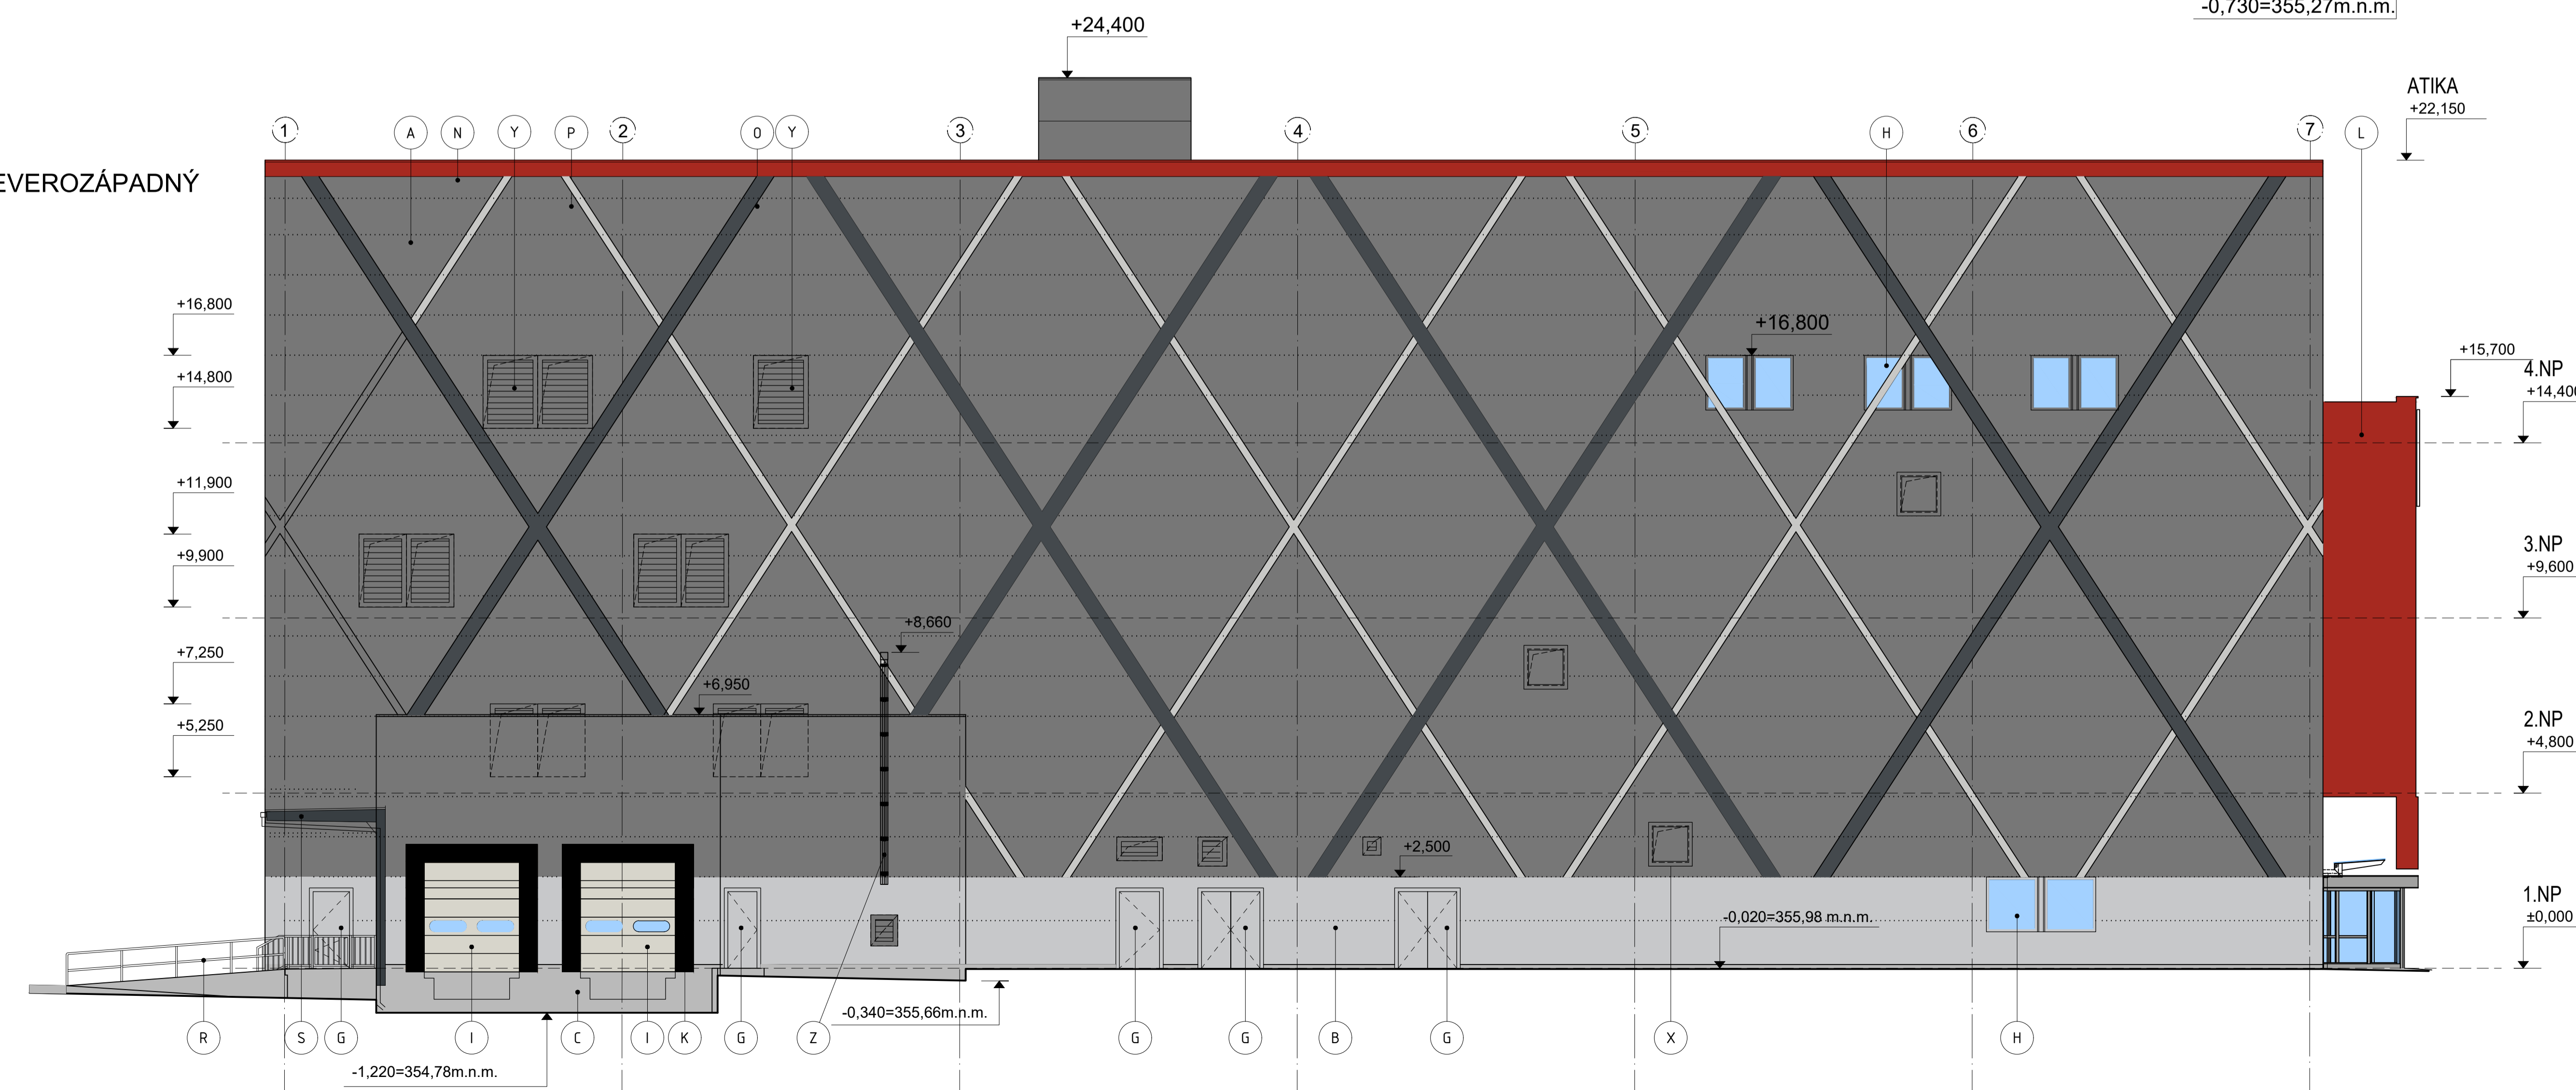 -0,730=355,27m.n.m.
+24,400
ATIKA
+22,150
1
A
N
Y
P
2
O
Y
3
4
5
H
6
7
L
EVEROZÁPADNÝ
+16,800
+16,800
+15,700
4.NP
+14,400
+14,800
+11,900
3.NP
+9,600
+9,900
+8,660
+7,250
+6,950
2.NP
+4,800
+5,250
+2,500
1.NP
±0,000
-0,020=355,98 m.n.m.
-0,340=355,66m.n.m.
R
S
G
I
C
I
K
G
Z
G
G
B
G
X
H
-1,220=354,78m.n.m.